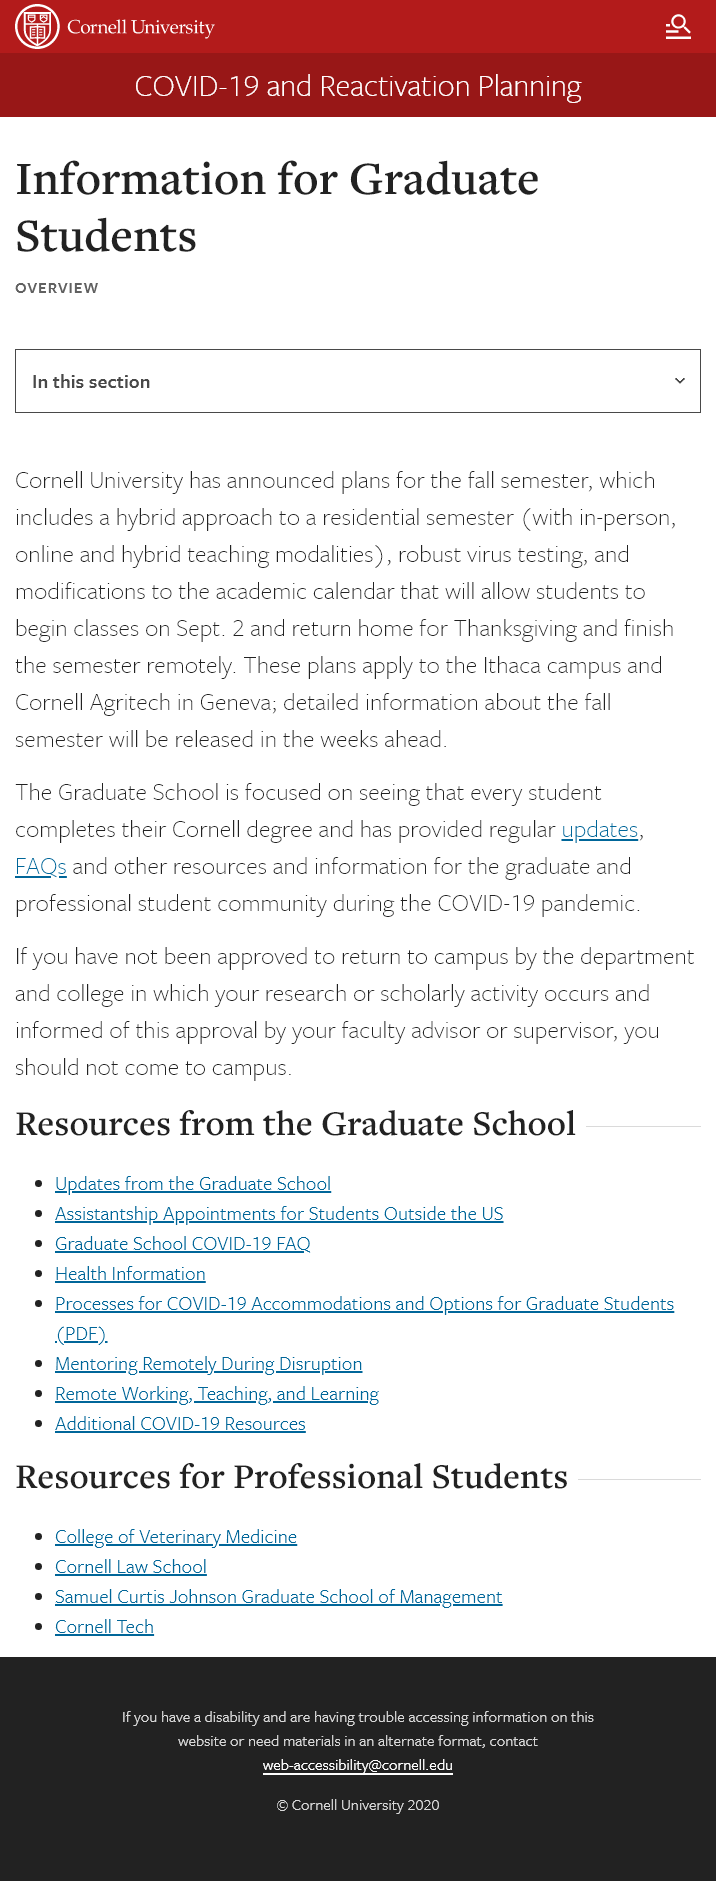 Cornell University
COVID-19 and Reactivation Planning
Information for Graduate
Students
OVERVIEW
In this section
Cornell University has announced plans for the fall semester, which
includes a hybrid approach to a residential semester (with in-person,
online and hybrid teaching modalities), robust virus testing, and
modifications to the academic calendar that will allow students to
begin classes on Sept. 2 and return home for Thanksgiving and finish
the semester remotely. These plans apply to the Ithaca campus and
Cornell Agritech in Geneva; detailed information about the fall
semester will be released in the weeks ahead.
The Graduate School is focused on seeing that every student
completes their Cornell degree and has provided regular updates,
FAQs and other resources and information for the graduate and
professional student community during the COVID-19 pandemic.
If you have not been approved to return to campus by the department
and college in which your research or scholarly activity occurs and
informed of this approval by your faculty advisor or supervisor, you
should not come to campus.
Resources from the Graduate School
• Updates from the Graduate School
• Assistantship Appointments for Students Outside the US
• Graduate School COVID-19 FAQ
• Health Information
• Processes for COVID-19 Accommodations and Options for Graduate Students
(PDF)
• Mentoring Remotely During Disruption
• Remote Working, Teaching, and Learning
• Additional COVID-19 Resources
Resources for Professional Students
• College of Veterinary Medicine
• Cornell Law School
• Samuel Curtis Johnson Graduate School of Management
• Cornell Tech
If you have a disability and are having trouble accessing information on this
website or need materials in an alternate format, contact
web-accessibility@cornell.edu
© Cornell University 2020